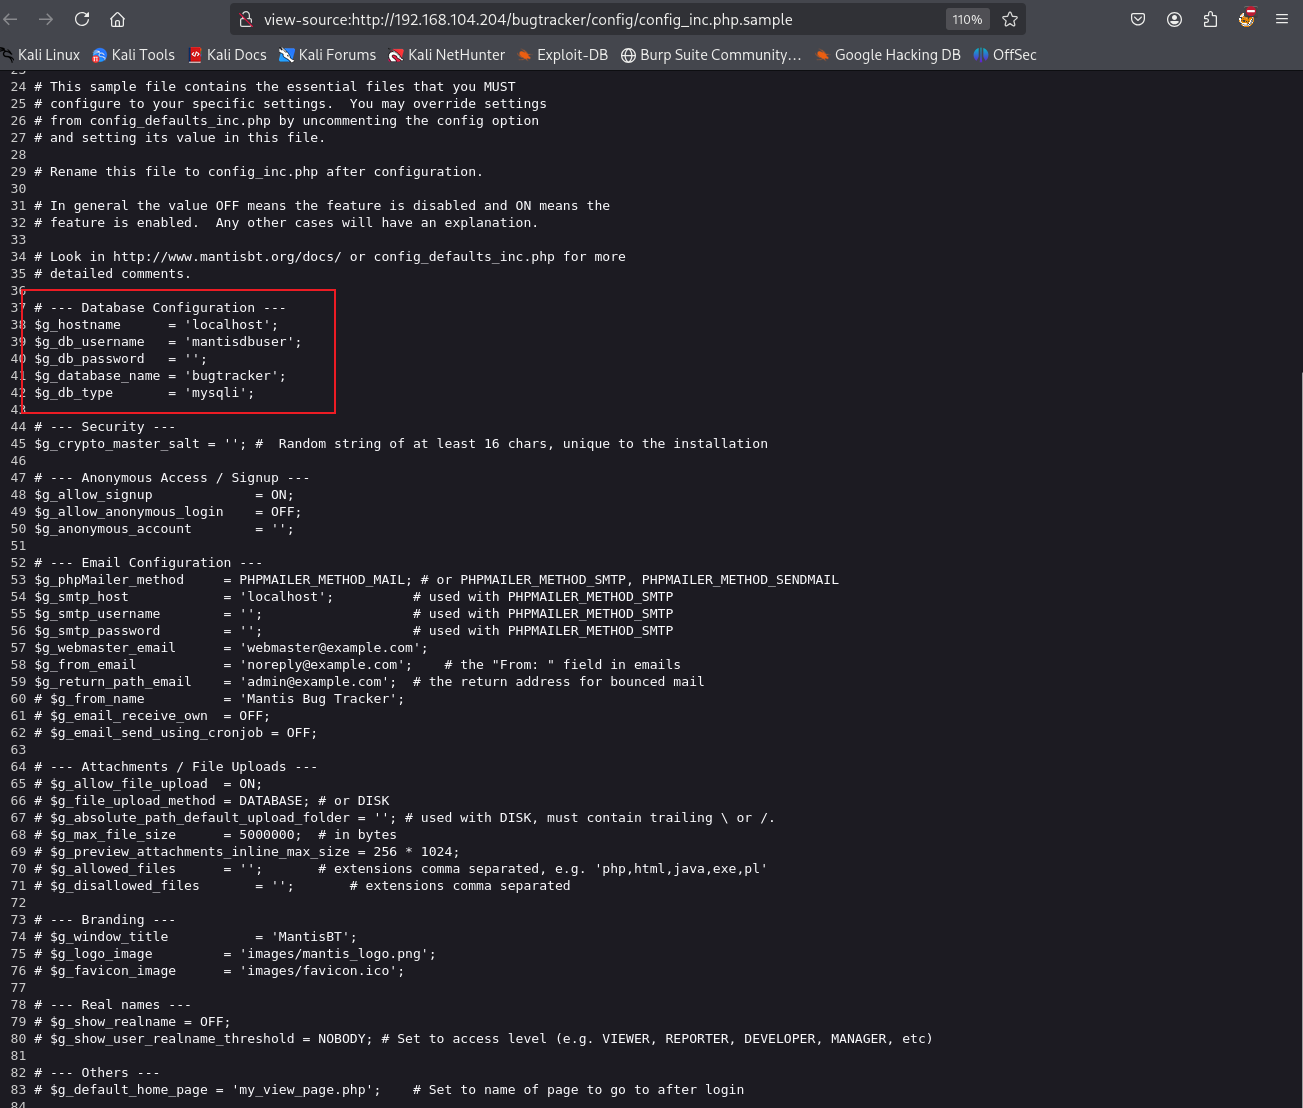 view-source:http://192.168.104.204/bugtracker/config/config_inc.php.sample 110%
Kali Linux Kali Tools Kali Docs Kali Forums Kali NetHunter Exploit-DB Burp Suite Community... Google Hacking DB OffSec
24 # This sample file contains the essential files that you MUST
25 # configure to your specific settings.  You may override settings
26 # from config_defaults_inc.php by uncommenting the config option
27 # and setting its value in this file.
28
29 # Rename this file to config_inc.php after configuration.
30
31 # In general the value OFF means the feature is disabled and ON means the
32 # feature is enabled.  Any other cases will have an explanation.
33
34 # Look in http://www.mantisbt.org/docs/ or config_defaults_inc.php for more
35 # detailed comments.
36
37 # --- Database Configuration ---
38 $g_hostname      = 'localhost';
39 $g_db_username   = 'mantisdbuser';
40 $g_db_password   = '';
41 $g_database_name = 'bugtracker';
42 $g_db_type       = 'mysqli';
43
44 # --- Security ---
45 $g_crypto_master_salt = ''; #  Random string of at least 16 chars, unique to the installation
46
47 # --- Anonymous Access / Signup ---
48 $g_allow_signup             = ON;
49 $g_allow_anonymous_login    = OFF;
50 $g_anonymous_account        = '';
51
52 # --- Email Configuration ---
53 $g_phpMailer_method     = PHPMAILER_METHOD_MAIL; # or PHPMAILER_METHOD_SMTP, PHPMAILER_METHOD_SENDMAIL
54 $g_smtp_host            = 'localhost';          # used with PHPMAILER_METHOD_SMTP
55 $g_smtp_username        = '';                   # used with PHPMAILER_METHOD_SMTP
56 $g_smtp_password        = '';                   # used with PHPMAILER_METHOD_SMTP
57 $g_webmaster_email      = 'webmaster@example.com';
58 $g_from_email           = 'noreply@example.com';    # the "From: " field in emails
59 $g_return_path_email    = 'admin@example.com';  # the return address for bounced mail
60 # $g_from_name          = 'Mantis Bug Tracker';
61 # $g_email_receive_own  = OFF;
62 # $g_email_send_using_cronjob = OFF;
63
64 # --- Attachments / File Uploads ---
65 # $g_allow_file_upload  = ON;
66 # $g_file_upload_method = DATABASE; # or DISK
67 # $g_absolute_path_default_upload_folder = ''; # used with DISK, must contain trailing \ or /.
68 # $g_max_file_size      = 5000000;  # in bytes
69 # $g_preview_attachments_inline_max_size = 256 * 1024;
70 # $g_allowed_files      = '';       # extensions comma separated, e.g. 'php,html,java,exe,pl'
71 # $g_disallowed_files       = '';       # extensions comma separated
72
73 # --- Branding ---
74 # $g_window_title           = 'MantisBT';
75 # $g_logo_image         = 'images/mantis_logo.png';
76 # $g_favicon_image      = 'images/favicon.ico';
77
78 # --- Real names ---
79 # $g_show_realname = OFF;
80 # $g_show_user_realname_threshold = NOBODY; # Set to access level (e.g. VIEWER, REPORTER, DEVELOPER, MANAGER, etc)
81
82 # --- Others ---
83 # $g_default_home_page = 'my_view_page.php';    # Set to name of page to go to after login
84